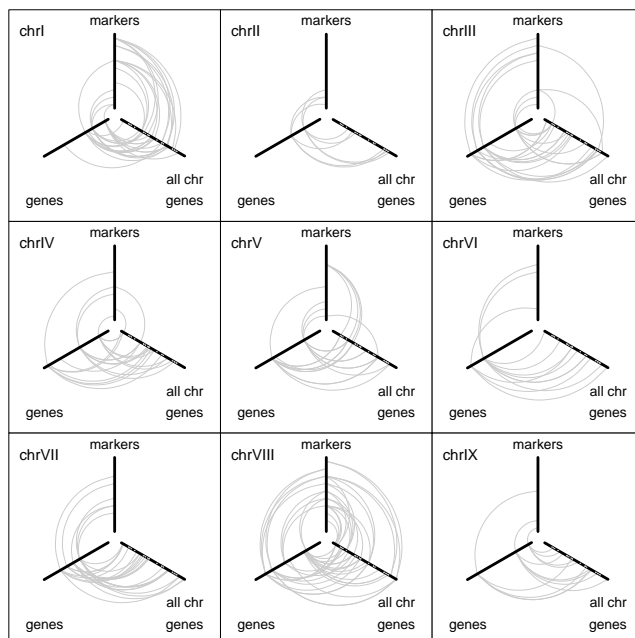 chrI
markers
genes
all chr
genes
chrII
markers
genes
all chr
genes
chrIII
markers
genes
all chr
genes
chrIV
markers
genes
all chr
genes
chrV
markers
genes
all chr
genes
chrVI
markers
genes
all chr
genes
chrVII
markers
genes
all chr
genes
chrVIII
markers
genes
all chr
genes
chrIX
markers
genes
all chr
genes